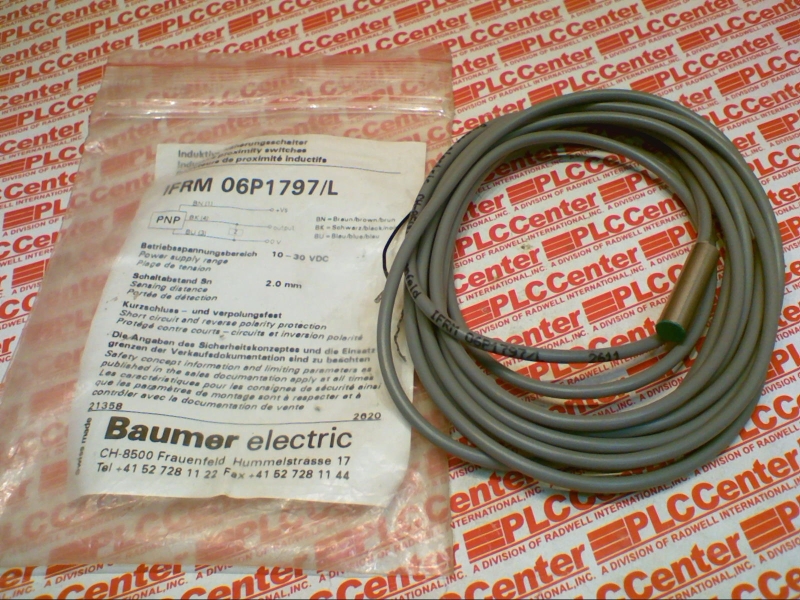 Induktive
Inductive proximity switches
de proximité inductifs
IFRM 06P1797/L
PNP
BN (1)
BK (4)
BU (3)
BN = Braun/brown/brun
BK = Schwarz/black/noir
BU = Blau/blue/bleu
Betriebsspannungsbereich 10 – 30 VDC
Power supply range
Plage de tension
Schaltabstand Sn 2.0 mm
Sensing distance
Portée de détection
Kurzschluss – und verpolungsfest
Short circuit and reverse polarity protection
Protégé contre courts – circuits et inversion polarité
Die Angaben des Sicherheitskonzeptes und die Einsatz
grenzen der Verkaufsdokumentation sind zu beachten
Safety concept information and limiting parameters as
published in the sales documentation apply at all times
Les caractéristiques pour les consignes de sécurité ainsi
que les paramètres de montage sont à respecter et à
contrôler avec la documentation de vente
21358 2620
swiss made
Baumer electric
CH-8500 Frauenfeld Hummelstrasse 17
Tel +41 52 728 11 22 Fax +41 52 728 11 44
IFRM 06P1797/L 2611
PLCCenter
A DIVISION OF RADWELL INTERNATIONAL, INC.